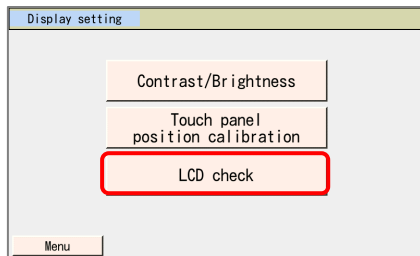 Display setting
Contrast/Brightness
Touch panel
position calibration
LCD check
Menu